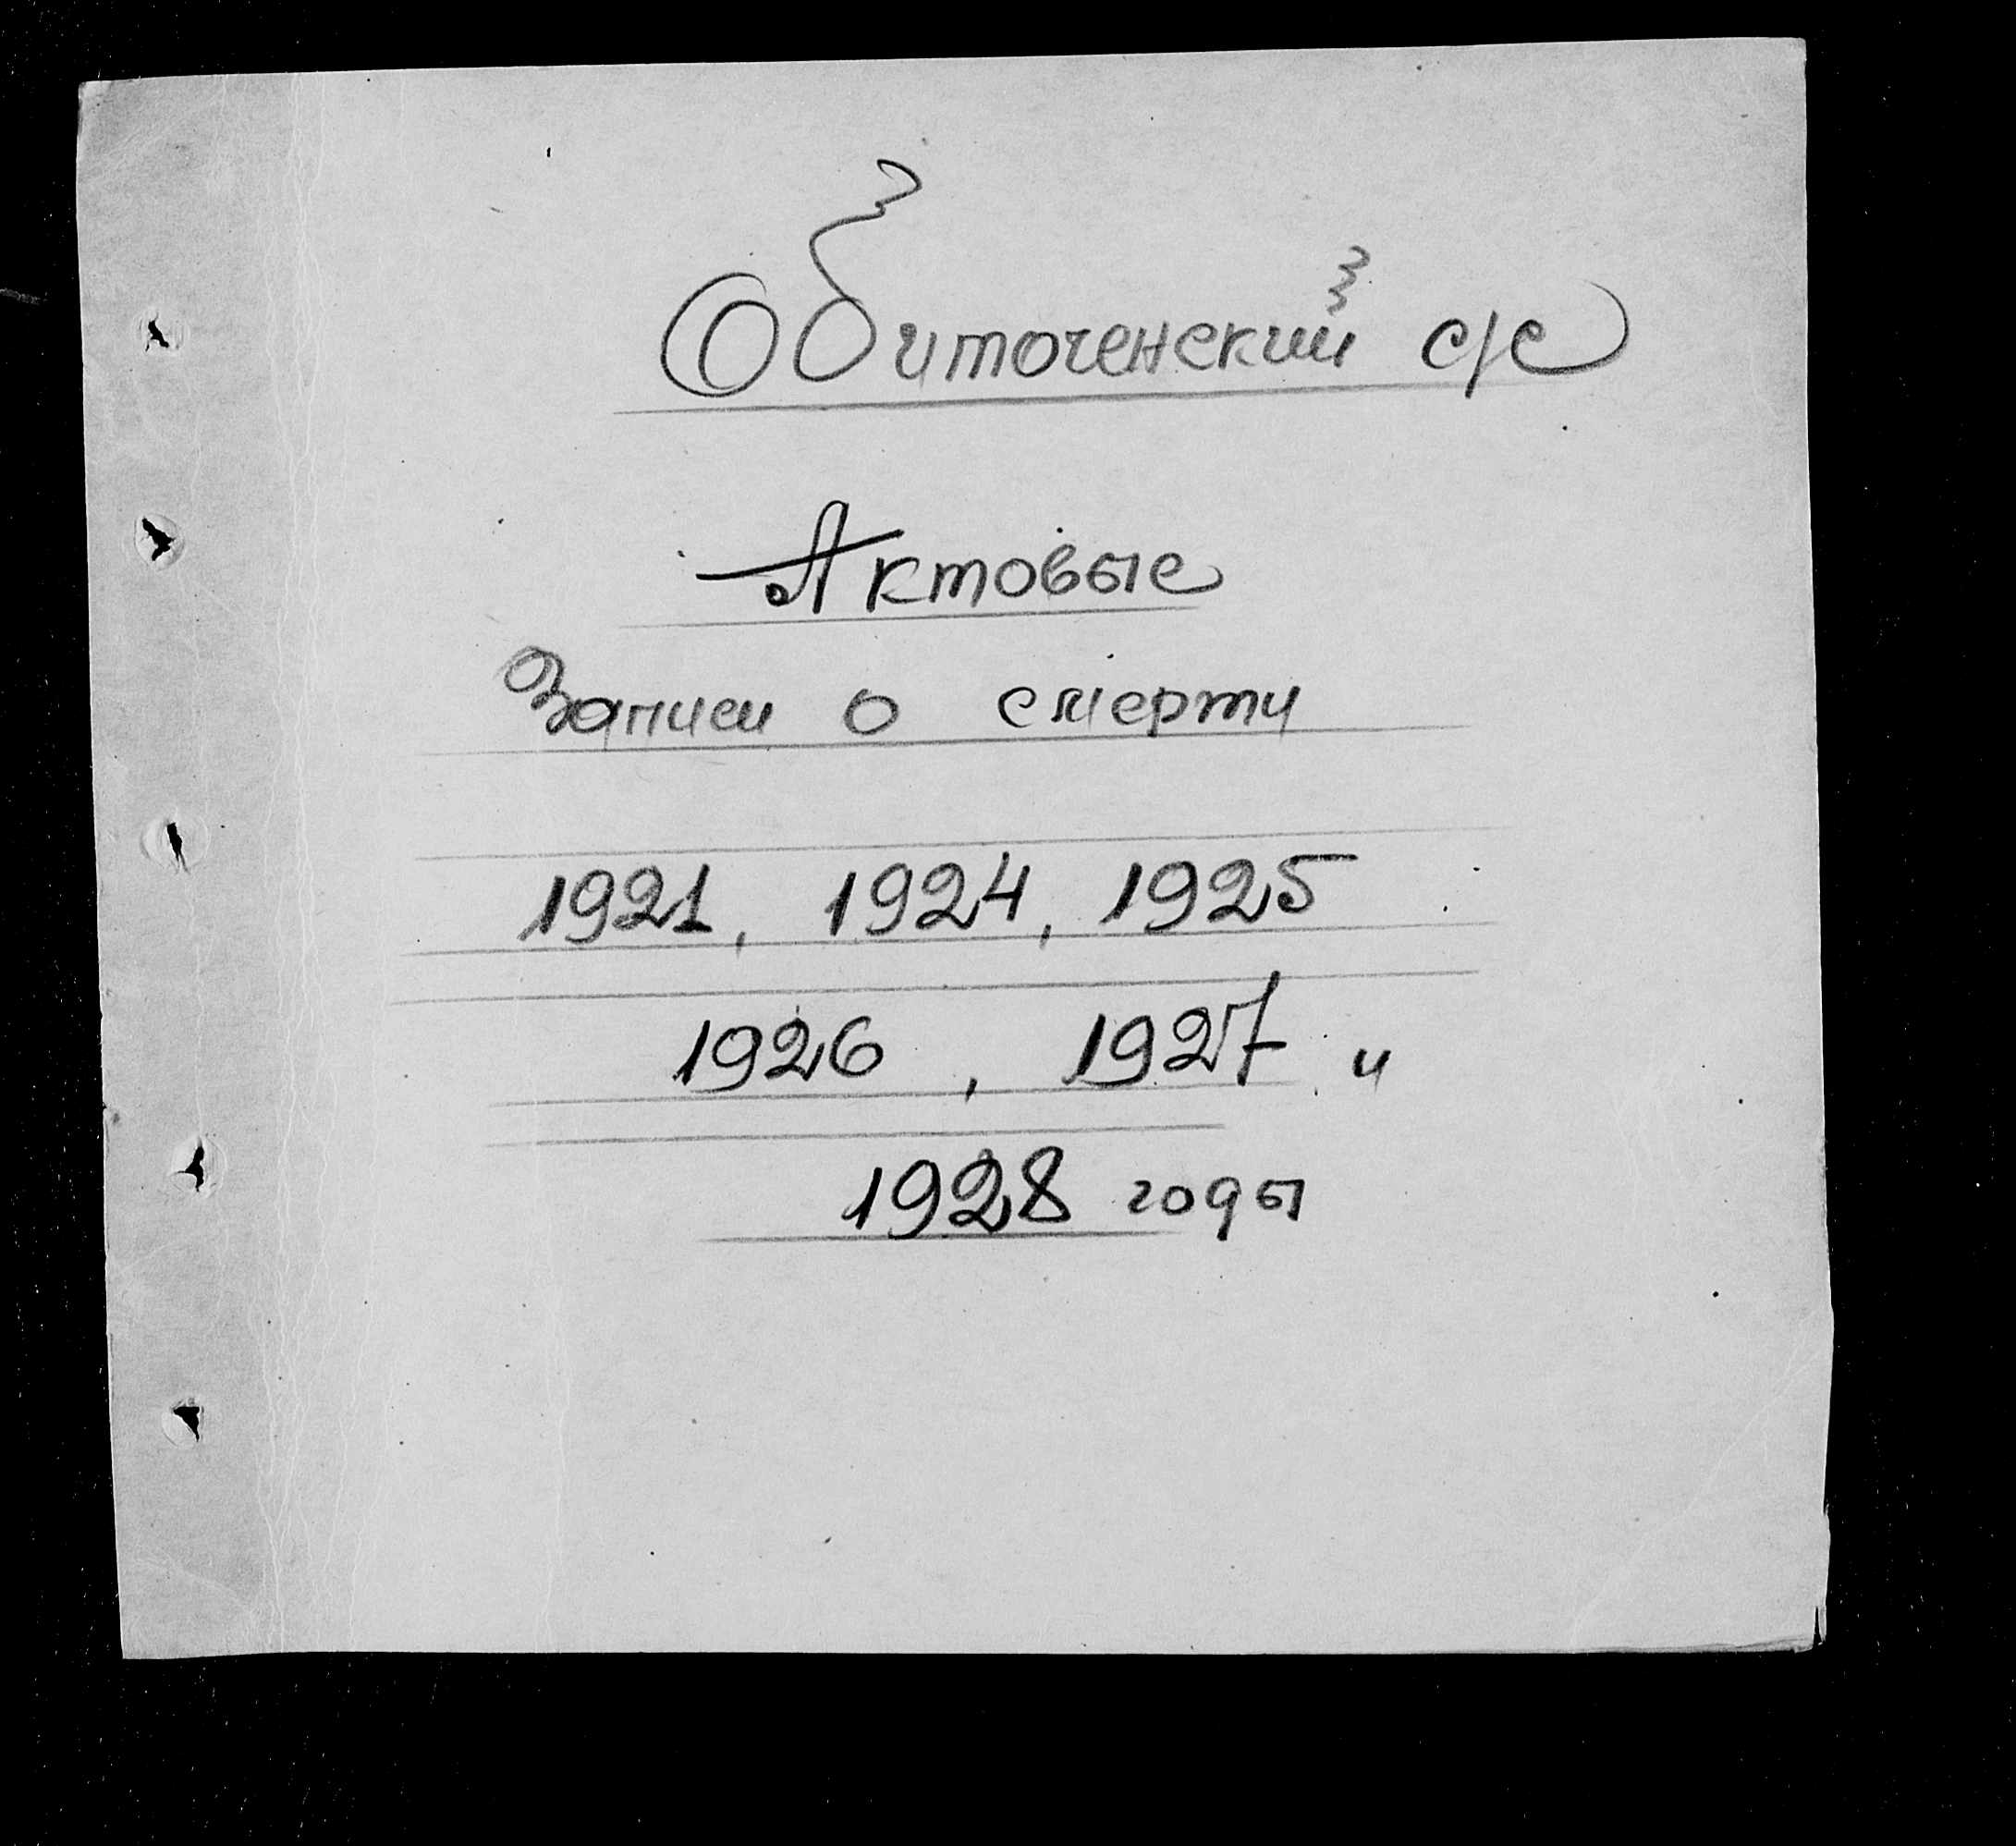 Обиточенский с/с
Актовые
Записи о смерти
1921, 1924, 1925
1926, 1927 и
1928 годы